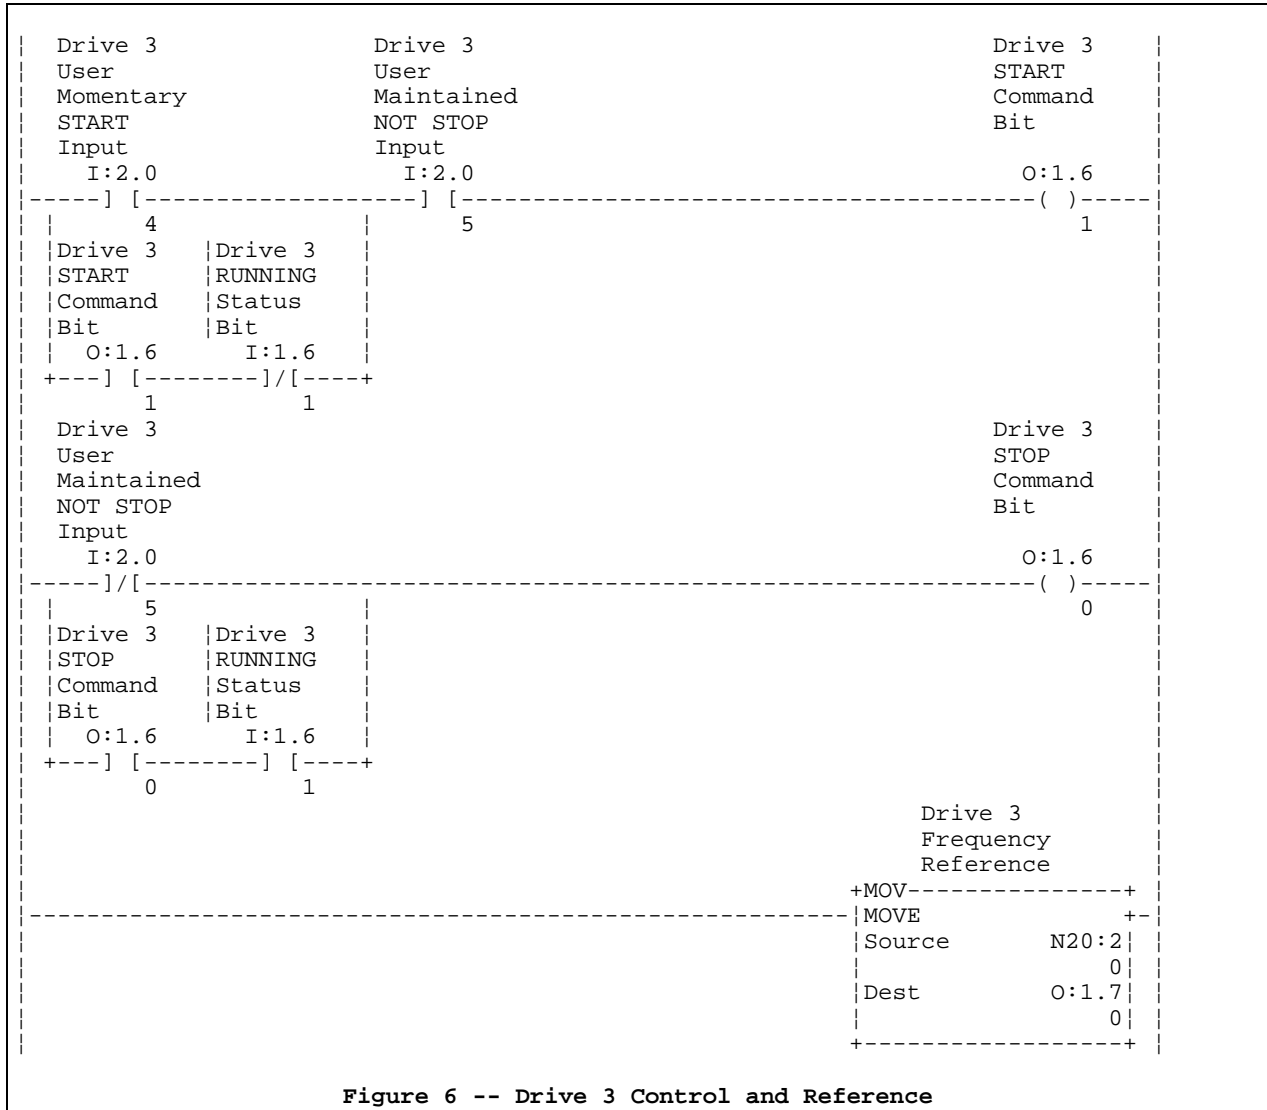 ¦  Drive 3               Drive 3                                    Drive 3    ¦
¦  User                  User                                       START      ¦
¦  Momentary             Maintained                                 Command    ¦
¦  START                 NOT STOP                                   Bit        ¦
¦  Input                 Input                                                 ¦
¦    I:2.0                 I:2.0                                      O:1.6    ¦
¦-----] [-------------------] [----------------------------------------( )-----¦
¦ ¦      4              ¦      5                                          1    ¦
¦ ¦Drive 3   ¦Drive 3   ¦                                                      ¦
¦ ¦START     ¦RUNNING   ¦                                                      ¦
¦ ¦Command   ¦Status    ¦                                                      ¦
¦ ¦Bit       ¦Bit       ¦                                                      ¦
¦ ¦  O:1.6      I:1.6   ¦                                                      ¦
¦ +---] [--------]/[----+                                                      ¦
¦        1          1                                                          ¦
¦  Drive 3                                                          Drive 3    ¦
¦  User                                                             STOP       ¦
¦  Maintained                                                       Command    ¦
¦  NOT STOP                                                         Bit        ¦
¦  Input                                                                       ¦
¦    I:2.0                                                            O:1.6    ¦
¦-----]/[--------------------------------------------------------------( )-----¦
¦ ¦      5              ¦                                                 0    ¦
¦ ¦Drive 3   ¦Drive 3   ¦                                                      ¦
¦ ¦STOP      ¦RUNNING   ¦                                                      ¦
¦ ¦Command   ¦Status    ¦                                                      ¦
¦ ¦Bit       ¦Bit       ¦                                                      ¦
¦ ¦  O:1.6      I:1.6   ¦                                                      ¦
¦ +---] [--------] [----+                                                      ¦
¦        0          1                                                          ¦
¦                                                             Drive 3          ¦
¦                                                             Frequency        ¦
¦                                                             Reference        ¦
¦                                                         +MOV---------------+ ¦
¦---------------------------------------------------------¦MOVE              +-¦
¦                                                         ¦Source       N20:2¦ ¦
¦                                                         ¦                 0¦ ¦
¦                                                         ¦Dest         O:1.7¦ ¦
¦                                                         ¦                 0¦ ¦
¦                                                         +------------------+ ¦
Figure 6 -- Drive 3 Control and Reference